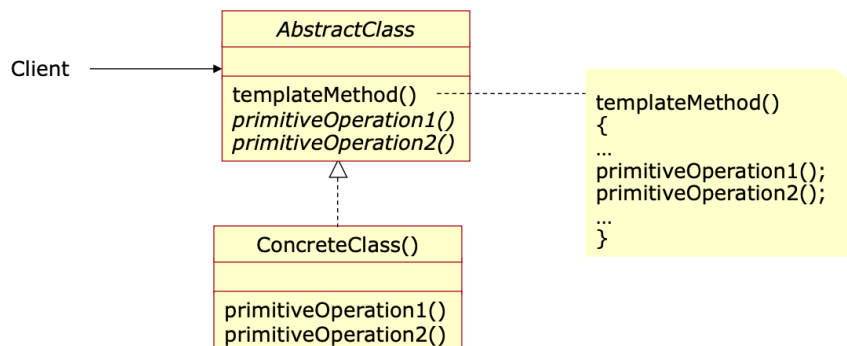 AbstractClass
Client
templateMethod()
primitiveOperation1()
primitiveOperation2()
templateMethod()
{
...
primitiveOperation1();
primitiveOperation2();
...
}
ConcreteClass()
primitiveOperation1()
primitiveOperation2()